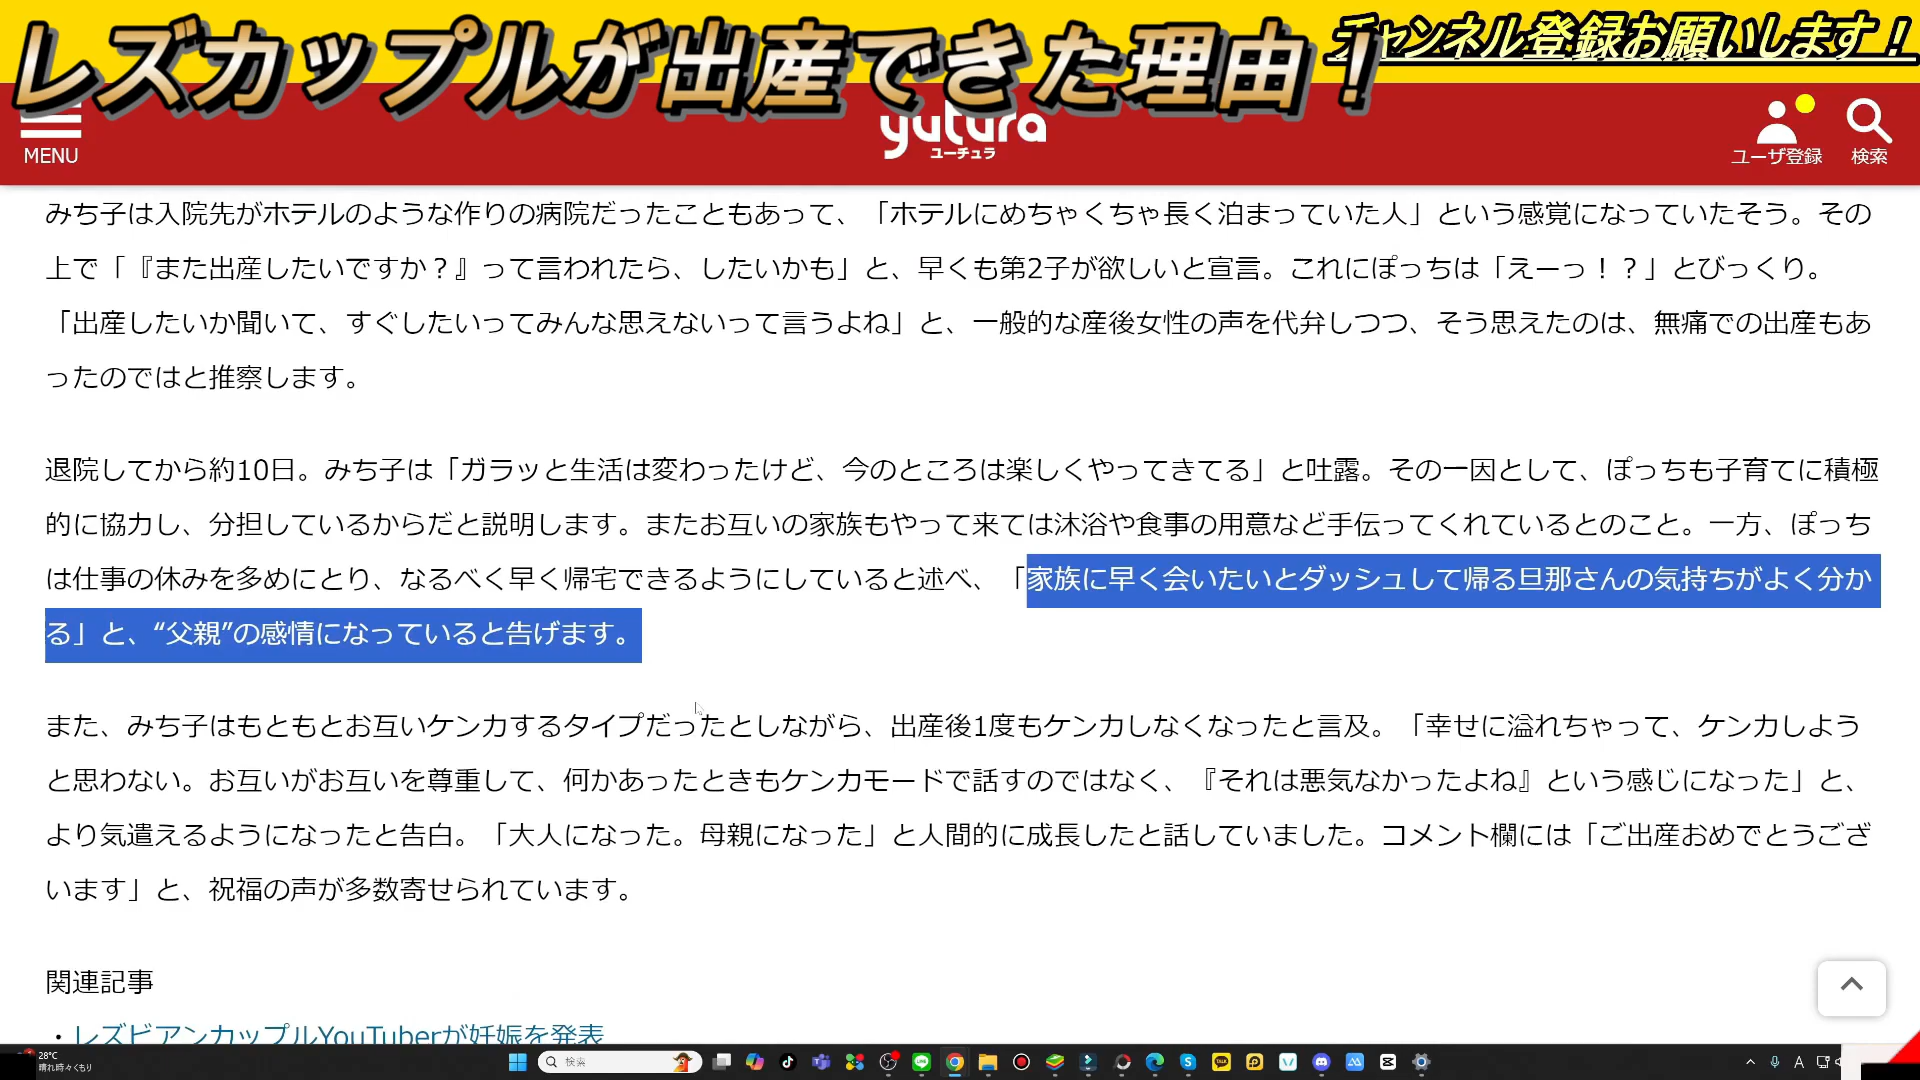 レズカップルが出産できた理由！
チャンネル登録お願いします！
MENU
yutura
ユーチュラ
ユーザ登録
検索
みち子は入院先がホテルのような作りの病院だったこともあって、「ホテルにめちゃくちゃ長く泊まっていた人」という感覚になっていたそう。その
上で「『また出産したいですか？』って言われたら、したいかも」と、早くも第2子が欲しいと宣言。これにぽっちは「えーっ！？」とびっくり。
「出産したいか聞いて、すぐしたいってみんな思えないって言うよね」と、一般的な産後女性の声を代弁しつつ、そう思えたのは、無痛での出産もあ
ったのではと推察します。
退院してから約10日。みち子は「ガラッと生活は変わったけど、今のところは楽しくやってきてる」と吐露。その一因として、ぽっちも子育てに積極
的に協力し、分担しているからだと説明します。またお互いの家族もやって来ては沐浴や食事の用意など手伝ってくれているとのこと。一方、ぽっち
は仕事の休みを多めにとり、なるべく早く帰宅できるようにしていると述べ、「家族に早く会いたいとダッシュして帰る旦那さんの気持ちがよく分か
る」と、“父親”の感情になっていると告げます。
また、みち子はもともとお互いケンカするタイプだったとしながら、出産後1度もケンカしなくなったと言及。「幸せに溢れちゃって、ケンカしよう
と思わない。お互いがお互いを尊重して、何かあったときもケンカモードで話すのではなく、『それは悪気なかったよね』という感じになった」と、
より気遣えるようになったと告白。「大人になった。母親になった」と人間的に成長したと話していました。コメント欄には「ご出産おめでとうござ
います」と、祝福の声が多数寄せられています。
関連記事
・レズビアンカップルYouTuberが妊娠を発表
28°C
晴れ時々くもり
検索
A